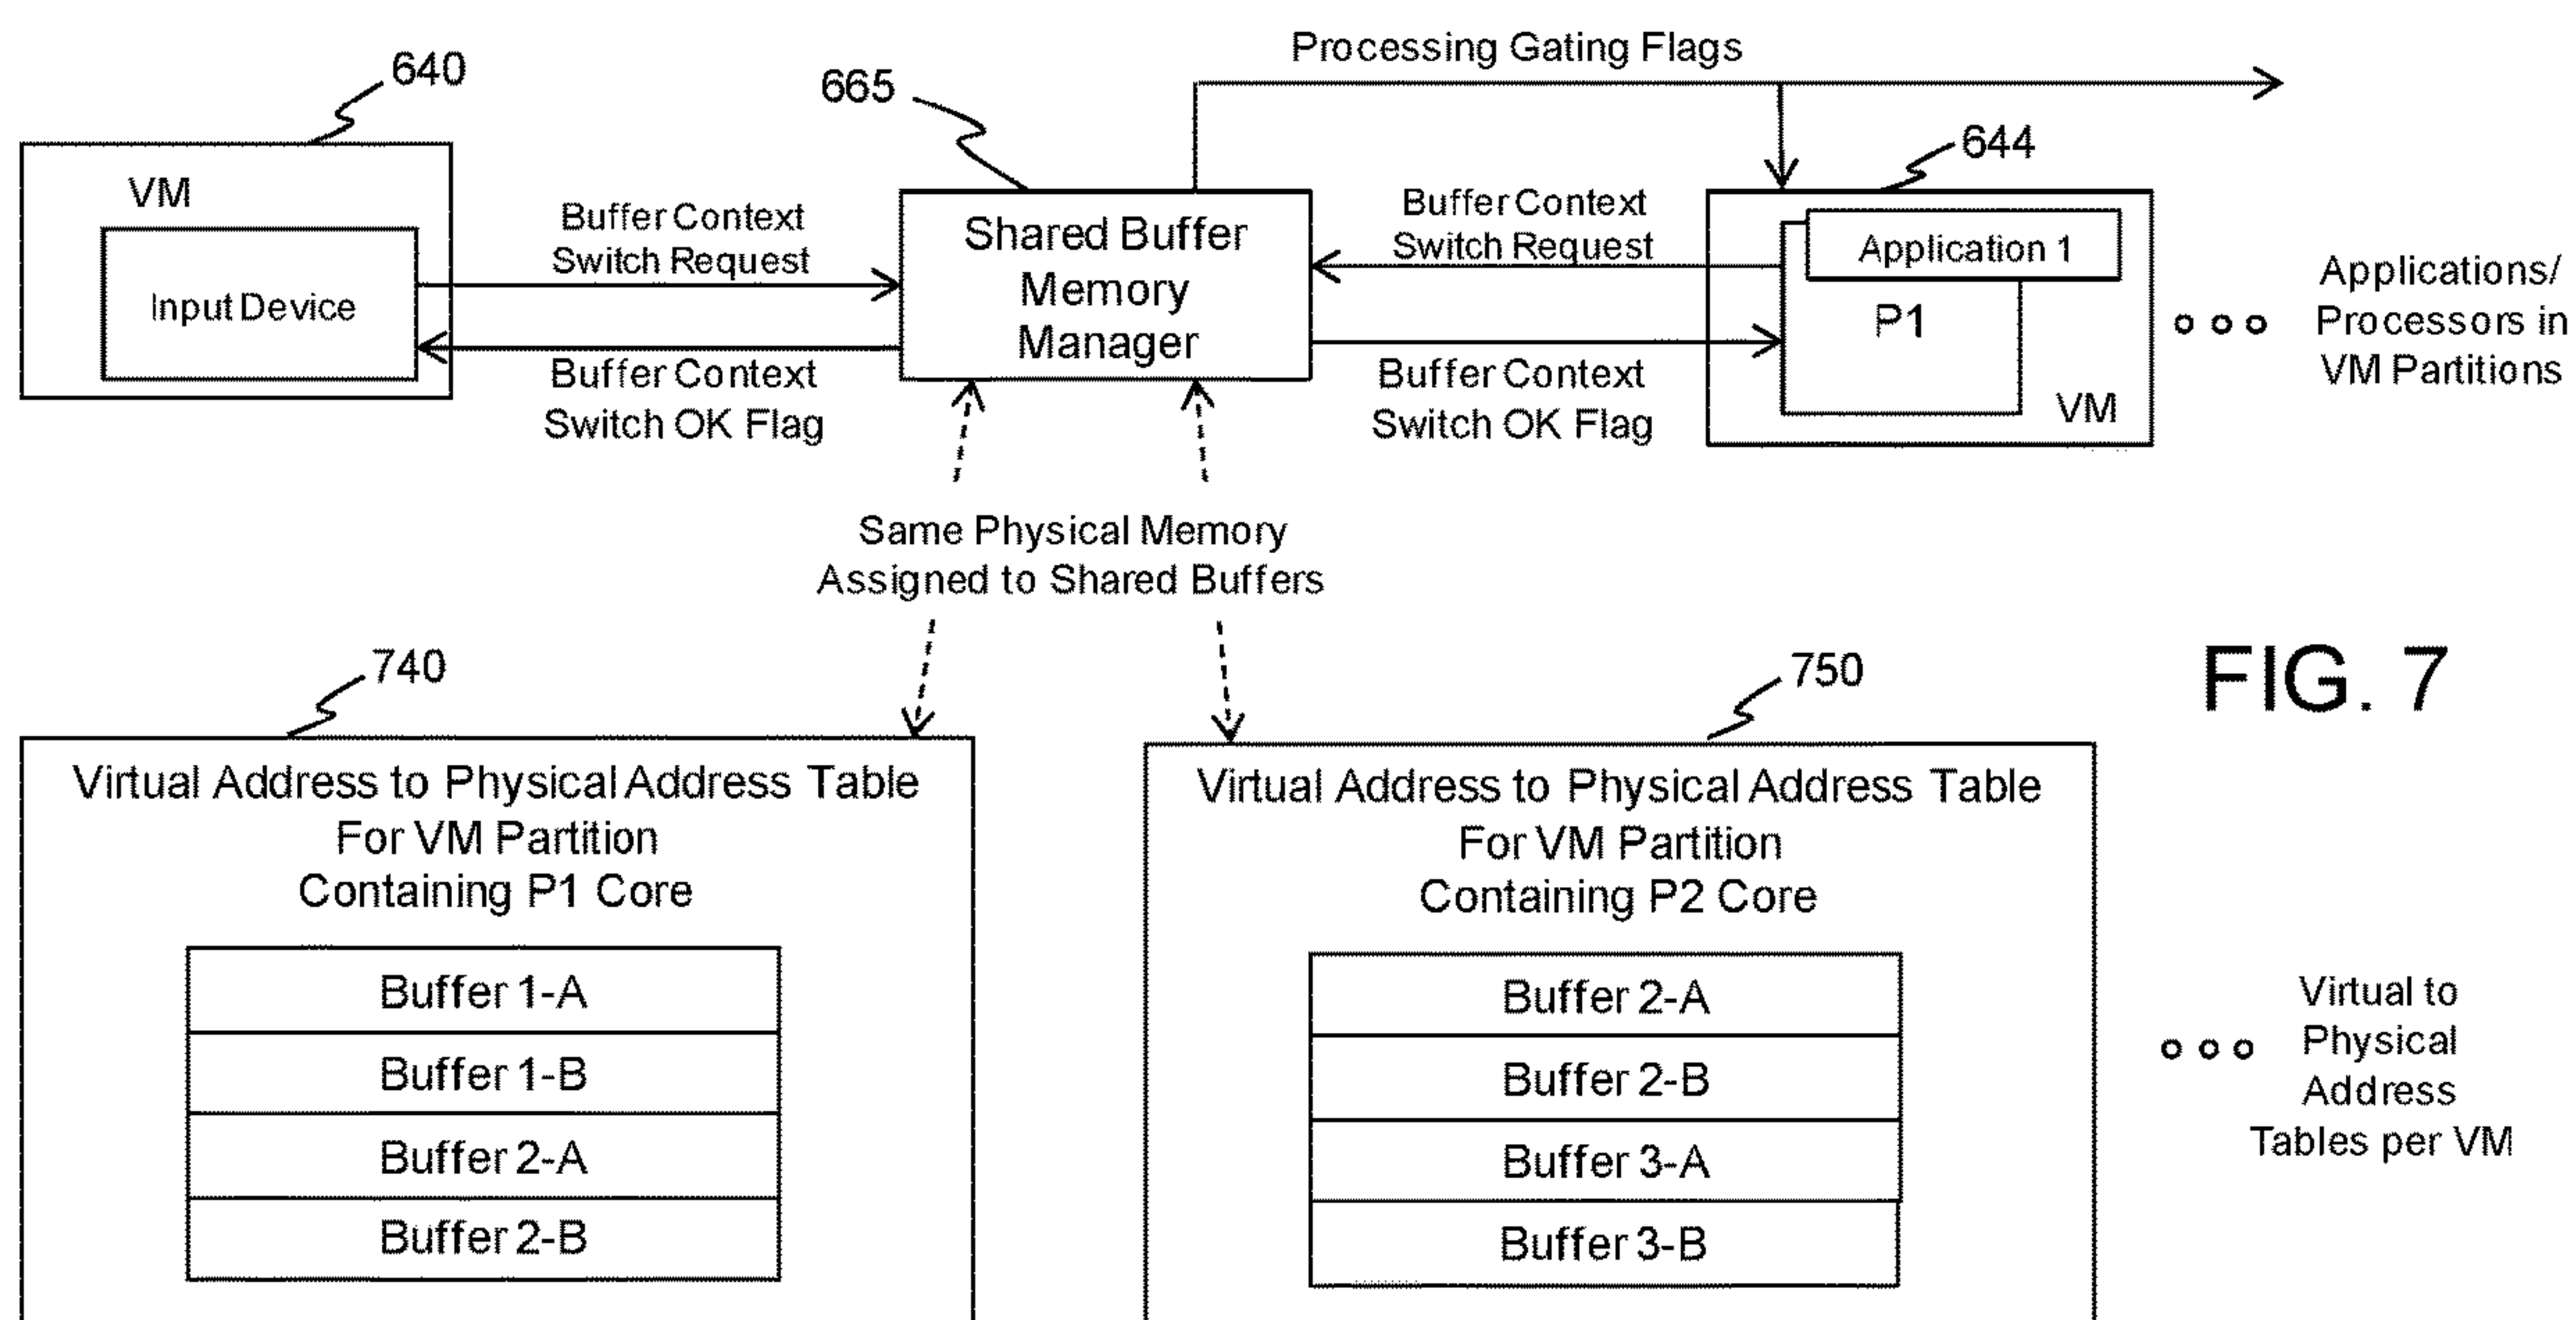 Processing Gating Flags
640
665
644
VM
Input Device
Buffer Context
Switch Request
Buffer Context
Switch OK Flag
Shared Buffer
Memory
Manager
Buffer Context
Switch Request
Buffer Context
Switch OK Flag
Application 1
P1
VM
Applications/
Processors in
VM Partitions
Same Physical Memory
Assigned to Shared Buffers
FIG. 7
740
Virtual Address to Physical Address Table
For VM Partition
Containing P1 Core
Buffer 1-A
Buffer 1-B
Buffer 2-A
Buffer 2-B
750
Virtual Address to Physical Address Table
For VM Partition
Containing P2 Core
Buffer 2-A
Buffer 2-B
Buffer 3-A
Buffer 3-B
Virtual to
Physical
Address
Tables per VM